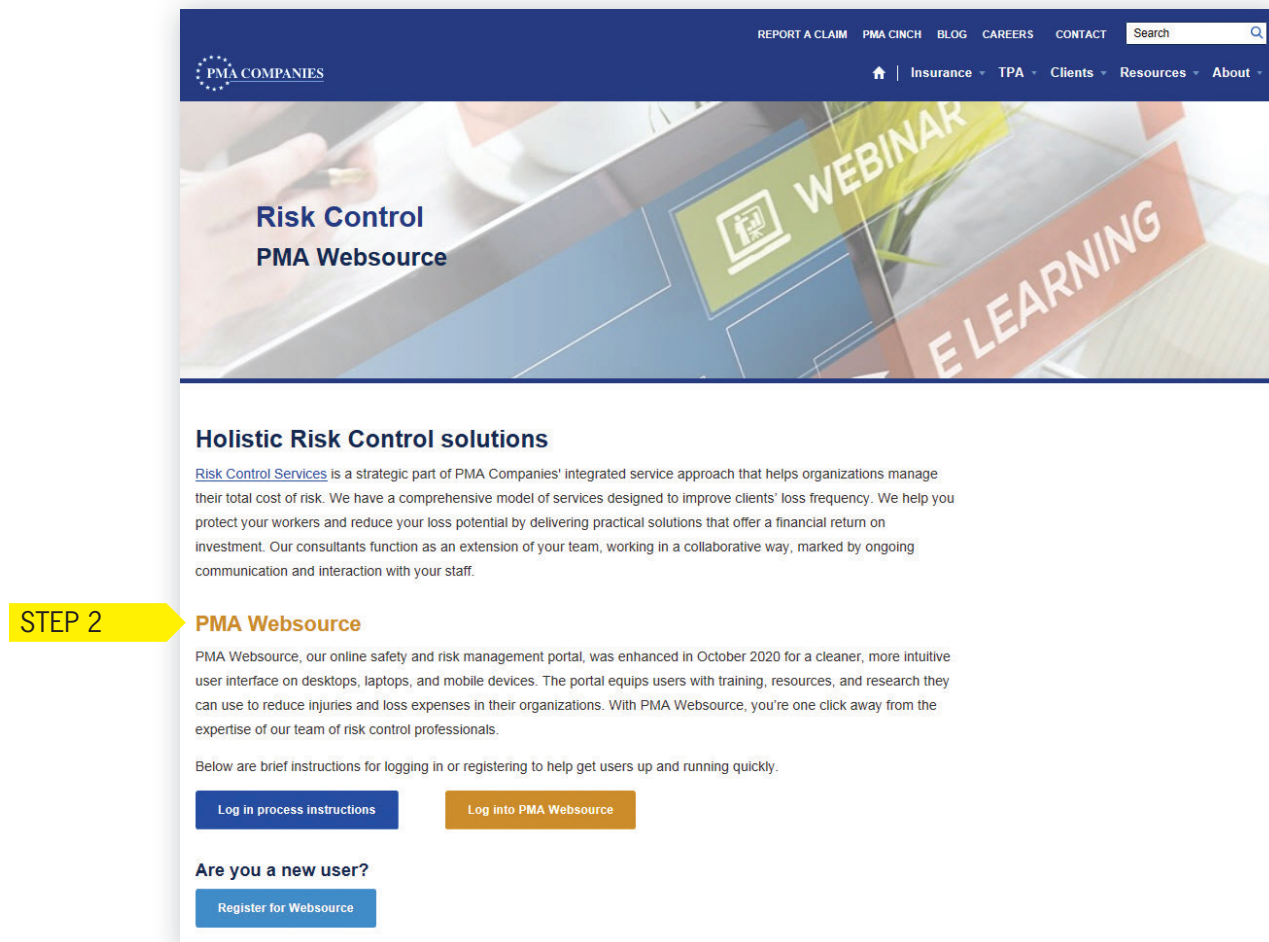 REPORT A CLAIM PMA CINCH BLOG CAREERS CONTACT Search
PMA COMPANIES
Insurance TPA Clients Resources About
WEBINAR
E LEARNING
Risk Control
PMA Websource
Holistic Risk Control solutions
Risk Control Services is a strategic part of PMA Companies' integrated service approach that helps organizations manage
their total cost of risk. We have a comprehensive model of services designed to improve clients' loss frequency. We help you
protect your workers and reduce your loss potential by delivering practical solutions that offer a financial return on
investment. Our consultants function as an extension of your team, working in a collaborative way, marked by ongoing
communication and interaction with your staff.
STEP 2
PMA Websource
PMA Websource, our online safety and risk management portal, was enhanced in October 2020 for a cleaner, more intuitive
user interface on desktops, laptops, and mobile devices. The portal equips users with training, resources, and research they
can use to reduce injuries and loss expenses in their organizations. With PMA Websource, you're one click away from the
expertise of our team of risk control professionals.
Below are brief instructions for logging in or registering to help get users up and running quickly.
Log in process instructions Log into PMA Websource
Are you a new user?
Register for Websource